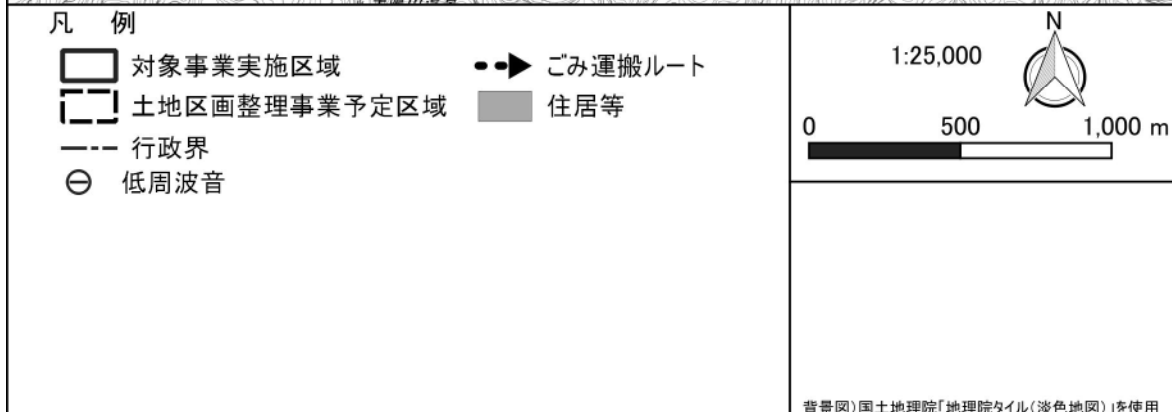 凡 例
対象事業実施区域
ごみ運搬ルート
土地区画整理事業予定区域
住居等
行政界
低周波音
N
1:25,000
0 500 1,000 m
背景図)国土地理院「地理院タイル(淡色地図)」を使用